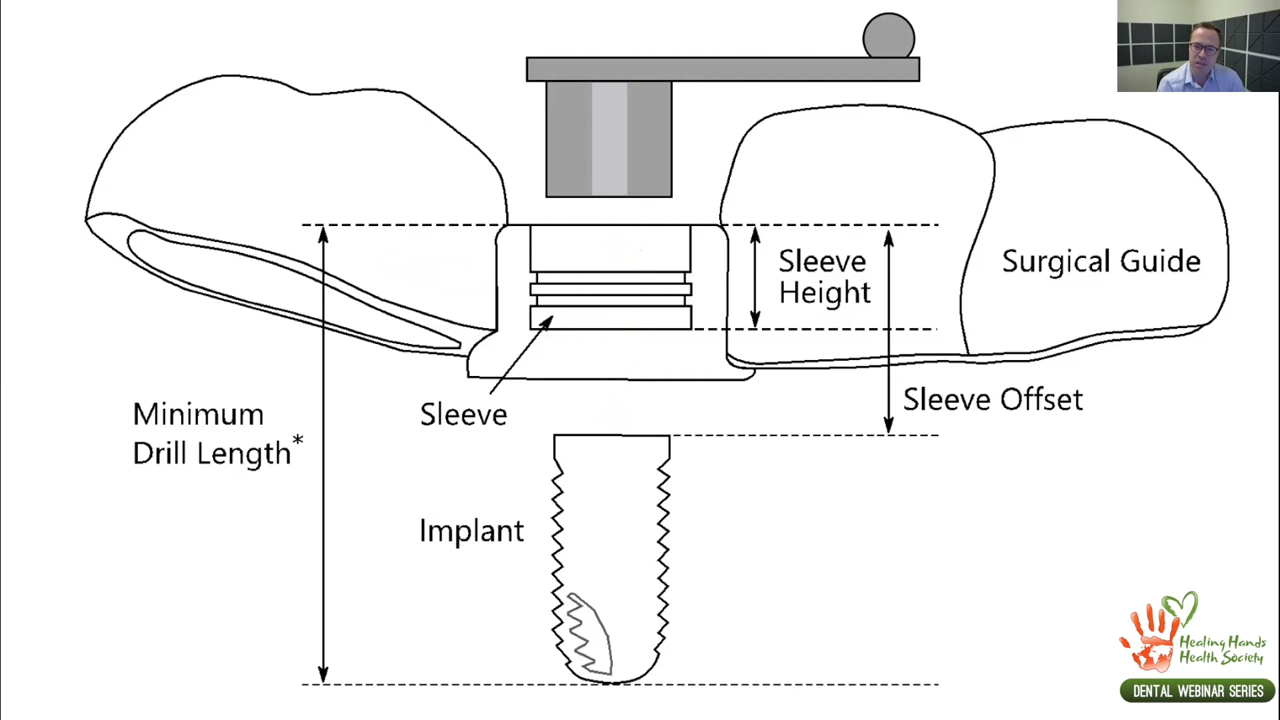 Sleeve
Height
Surgical Guide
Sleeve Offset
Minimum
Drill Length*
Sleeve
Implant
Healing Hands
Health Society
DENTAL WEBINAR SERIES